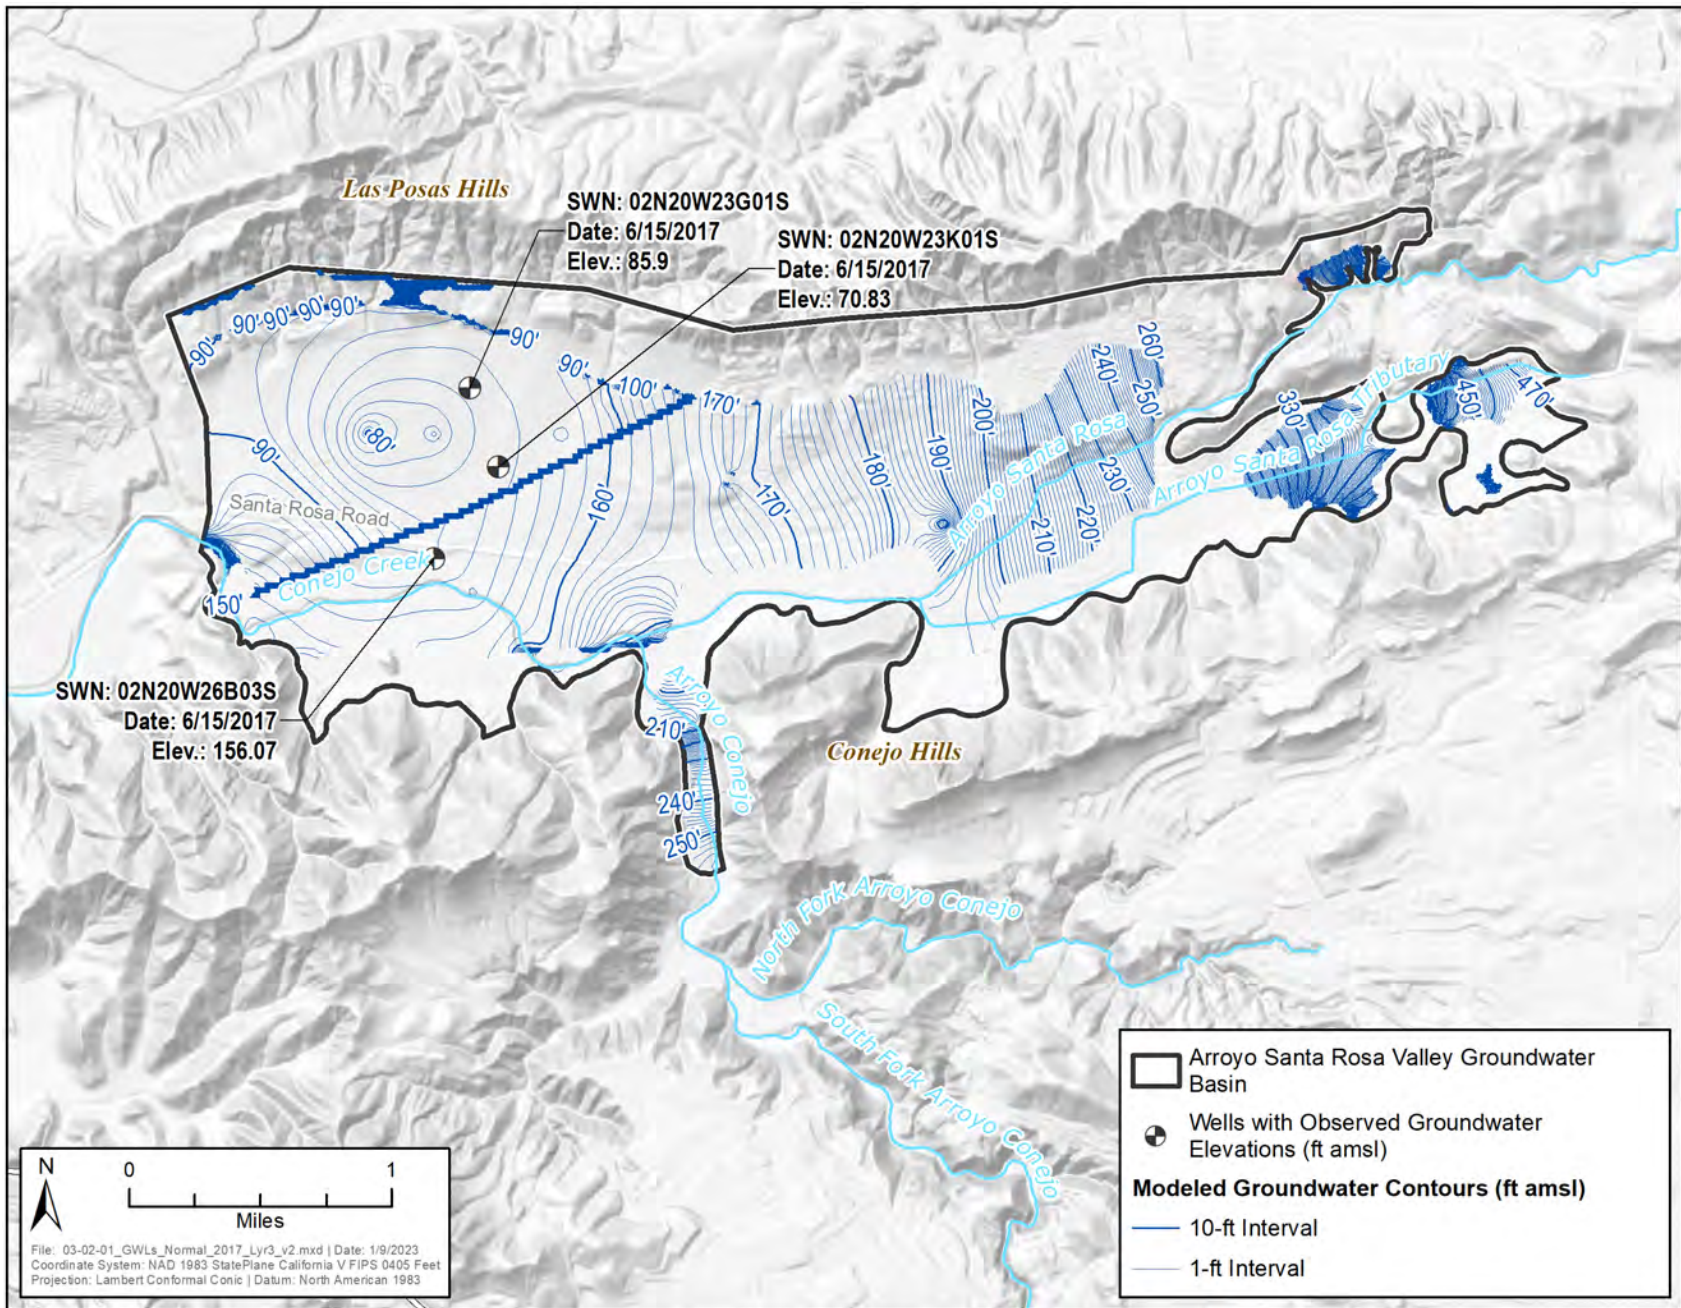 Las Posas Hills
SWN: 02N20W23G01S
Date: 6/15/2017
Elev.: 85.9
SWN: 02N20W23K01S
Date: 6/15/2017
Elev.: 70.83
90'
90'
90'
90'
90'
90'
90'
100'
170'
260'
240'
250'
200'
190'
180'
170'
160'
80'
90'
330'
450'
470'
230'
220'
210'
Arroyo Santa Rosa
Arroyo Santa Rosa Tributary
Santa Rosa Road
Conejo Creek
150'
SWN: 02N20W26B03S
Date: 6/15/2017
Elev.: 156.07
Arroyo Conejo
210'
240'
250'
Conejo Hills
North Fork Arroyo Conejo
South Fork Arroyo Conejo
N
0 1
Miles
File: 03-02-01_GWLs_Normal_2017_Lyr3_v2.mxd | Date: 1/9/2023
Coordinate System: NAD 1983 StatePlane California V FIPS 0405 Feet
Projection: Lambert Conformal Conic | Datum: North American 1983
Arroyo Santa Rosa Valley Groundwater
Basin
Wells with Observed Groundwater
Elevations (ft amsl)
Modeled Groundwater Contours (ft amsl)
10-ft Interval
1-ft Interval